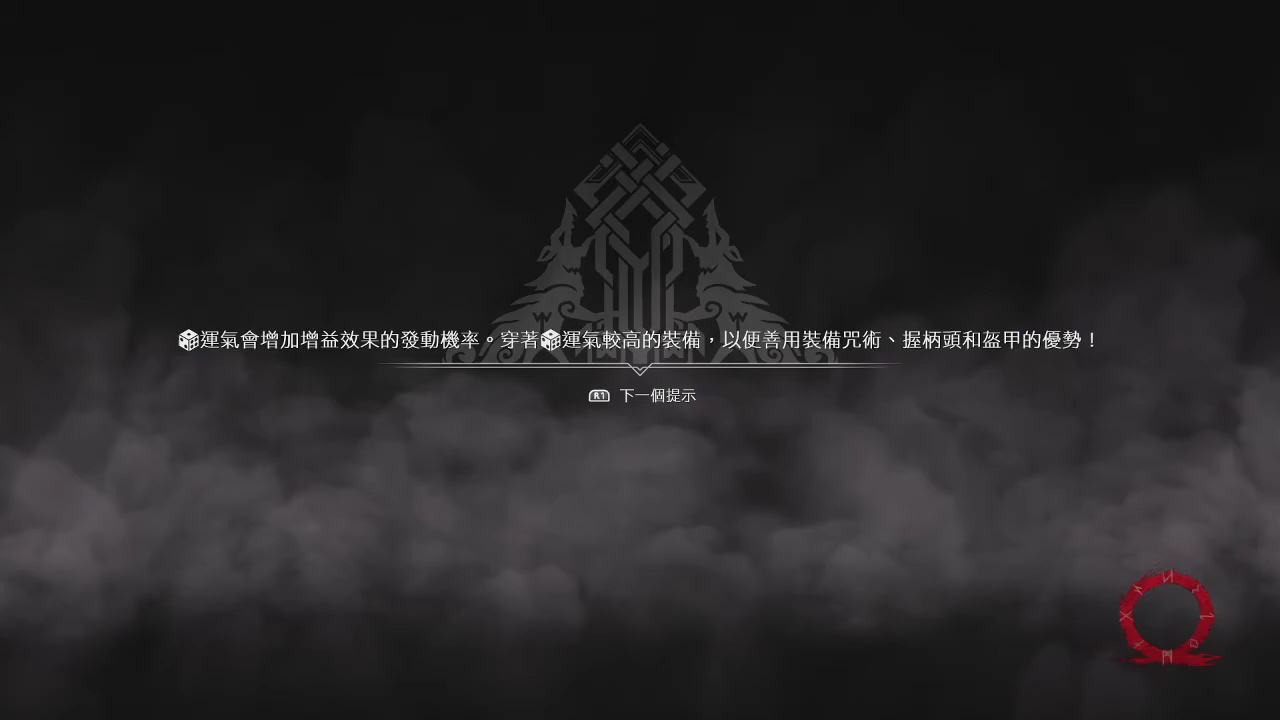 運氣會增加增益效果的發動機率。穿著運氣較高的裝備，以便善用裝備咒術、握柄頭和盔甲的優勢！
R1 下一個提示